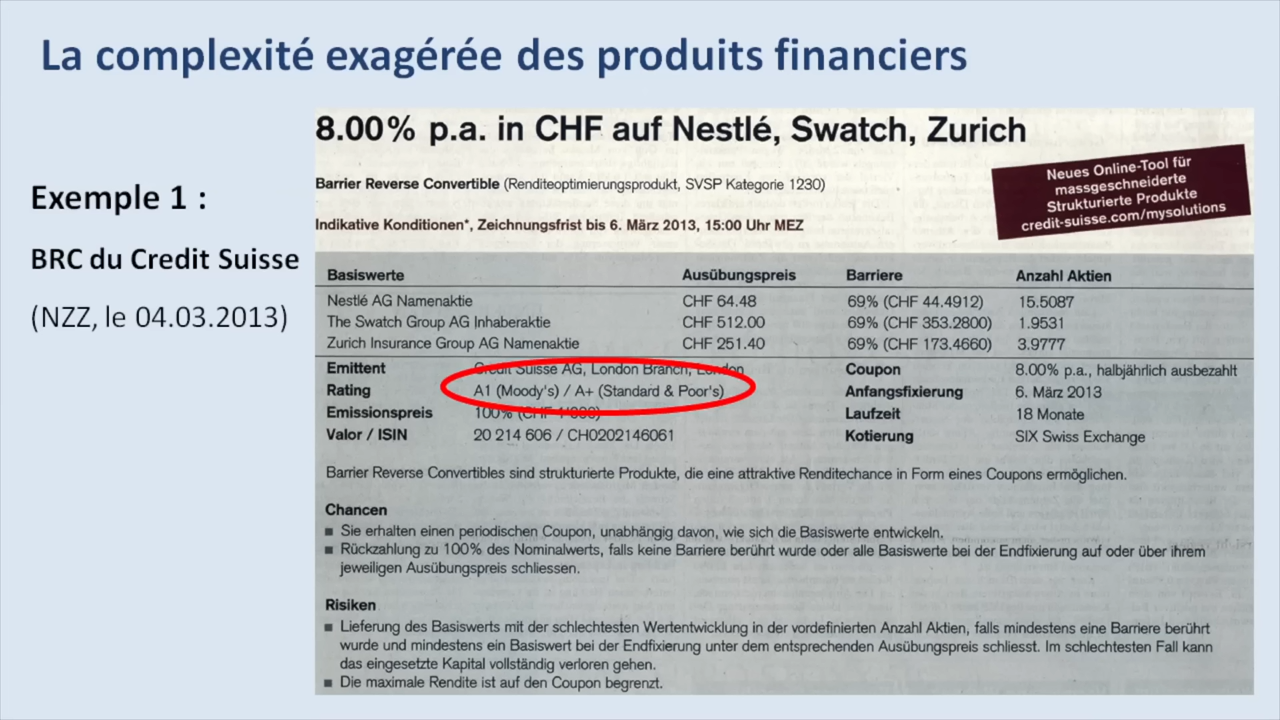 La complexité exagérée des produits financiers
Exemple 1 :
BRC du Credit Suisse
(NZZ, le 04.03.2013)
8.00% p.a. in CHF auf Nestlé, Swatch, Zurich
Neues Online-Tool für
massgeschneiderte
Strukturierte Produkte
credit-suisse.com/mysolutions
Barrier Reverse Convertible (Renditeoptimierungsprodukt, SVSP Kategorie 1230)
Indikative Konditionen*, Zeichnungsfrist bis 6. März 2013, 15:00 Uhr MEZ
Basiswerte Ausübungspreis Barriere Anzahl Aktien
Nestlé AG Namenaktie CHF 64.48 69% (CHF 44.4912) 15.5087
The Swatch Group AG Inhaberaktie CHF 512.00 69% (CHF 353.2800) 1.9531
Zurich Insurance Group AG Namenaktie CHF 251.40 69% (CHF 173.4660) 3.9777
Emittent Credit Suisse AG, London Branch, London Coupon 8.00% p.a., halbjährlich ausbezahlt
Rating A1 (Moody's) / A+ (Standard & Poor's) Anfangsfixierung 6. März 2013
Emissionspreis 100% (CHF 1'000) Laufzeit 18 Monate
Valor / ISIN 20 214 606 / CH0202146061 Kotierung SIX Swiss Exchange
Barrier Reverse Convertibles sind strukturierte Produkte, die eine attraktive Renditechance in Form eines Coupons ermöglichen.
Chancen
■ Sie erhalten einen periodischen Coupon, unabhängig davon, wie sich die Basiswerte entwickeln.
■ Rückzahlung zu 100% des Nominalwerts, falls keine Barriere berührt wurde oder alle Basiswerte bei der Endfixierung auf oder über ihrem
jeweiligen Ausübungspreis schliessen.
Risiken
■ Lieferung des Basiswerts mit der schlechtesten Wertentwicklung in der vordefinierten Anzahl Aktien, falls mindestens eine Barriere berührt
wurde und mindestens ein Basiswert bei der Endfixierung unter dem entsprechenden Ausübungspreis schliesst. Im schlechtesten Fall kann
das eingesetzte Kapital vollständig verloren gehen.
■ Die maximale Rendite ist auf den Coupon begrenzt.